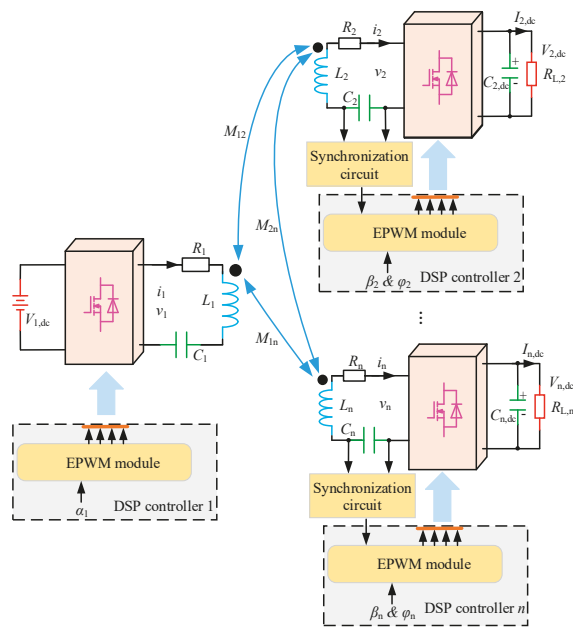 V1,dc
i1
v1
R1
L1
C1
EPWM module
α1
DSP controller 1
M12
M2n
M1n
R2
i2
L2
v2
C2
I2,dc
V2,dc
C2,dc
+
-
RL,2
Synchronization
circuit
EPWM module
β2 & φ2
DSP controller 2
...
Rn
in
Ln
vn
Cn
In,dc
Vn,dc
Cn,dc
+
-
RL,n
Synchronization
circuit
EPWM module
βn & φn
DSP controller n